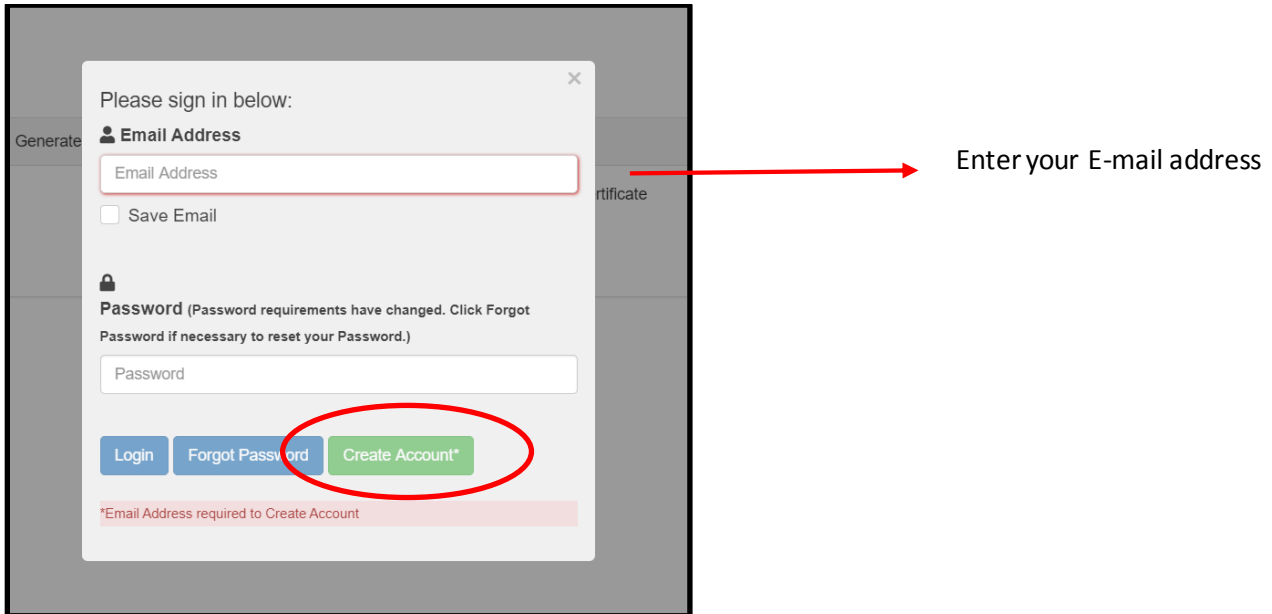 ×
Please sign in below:
Email Address
Generate
Email Address
Enter your E-mail address
rtificate
Save Email
Password (Password requirements have changed. Click Forgot
Password if necessary to reset your Password.)
Password
Login Forgot Password Create Account*
*Email Address required to Create Account